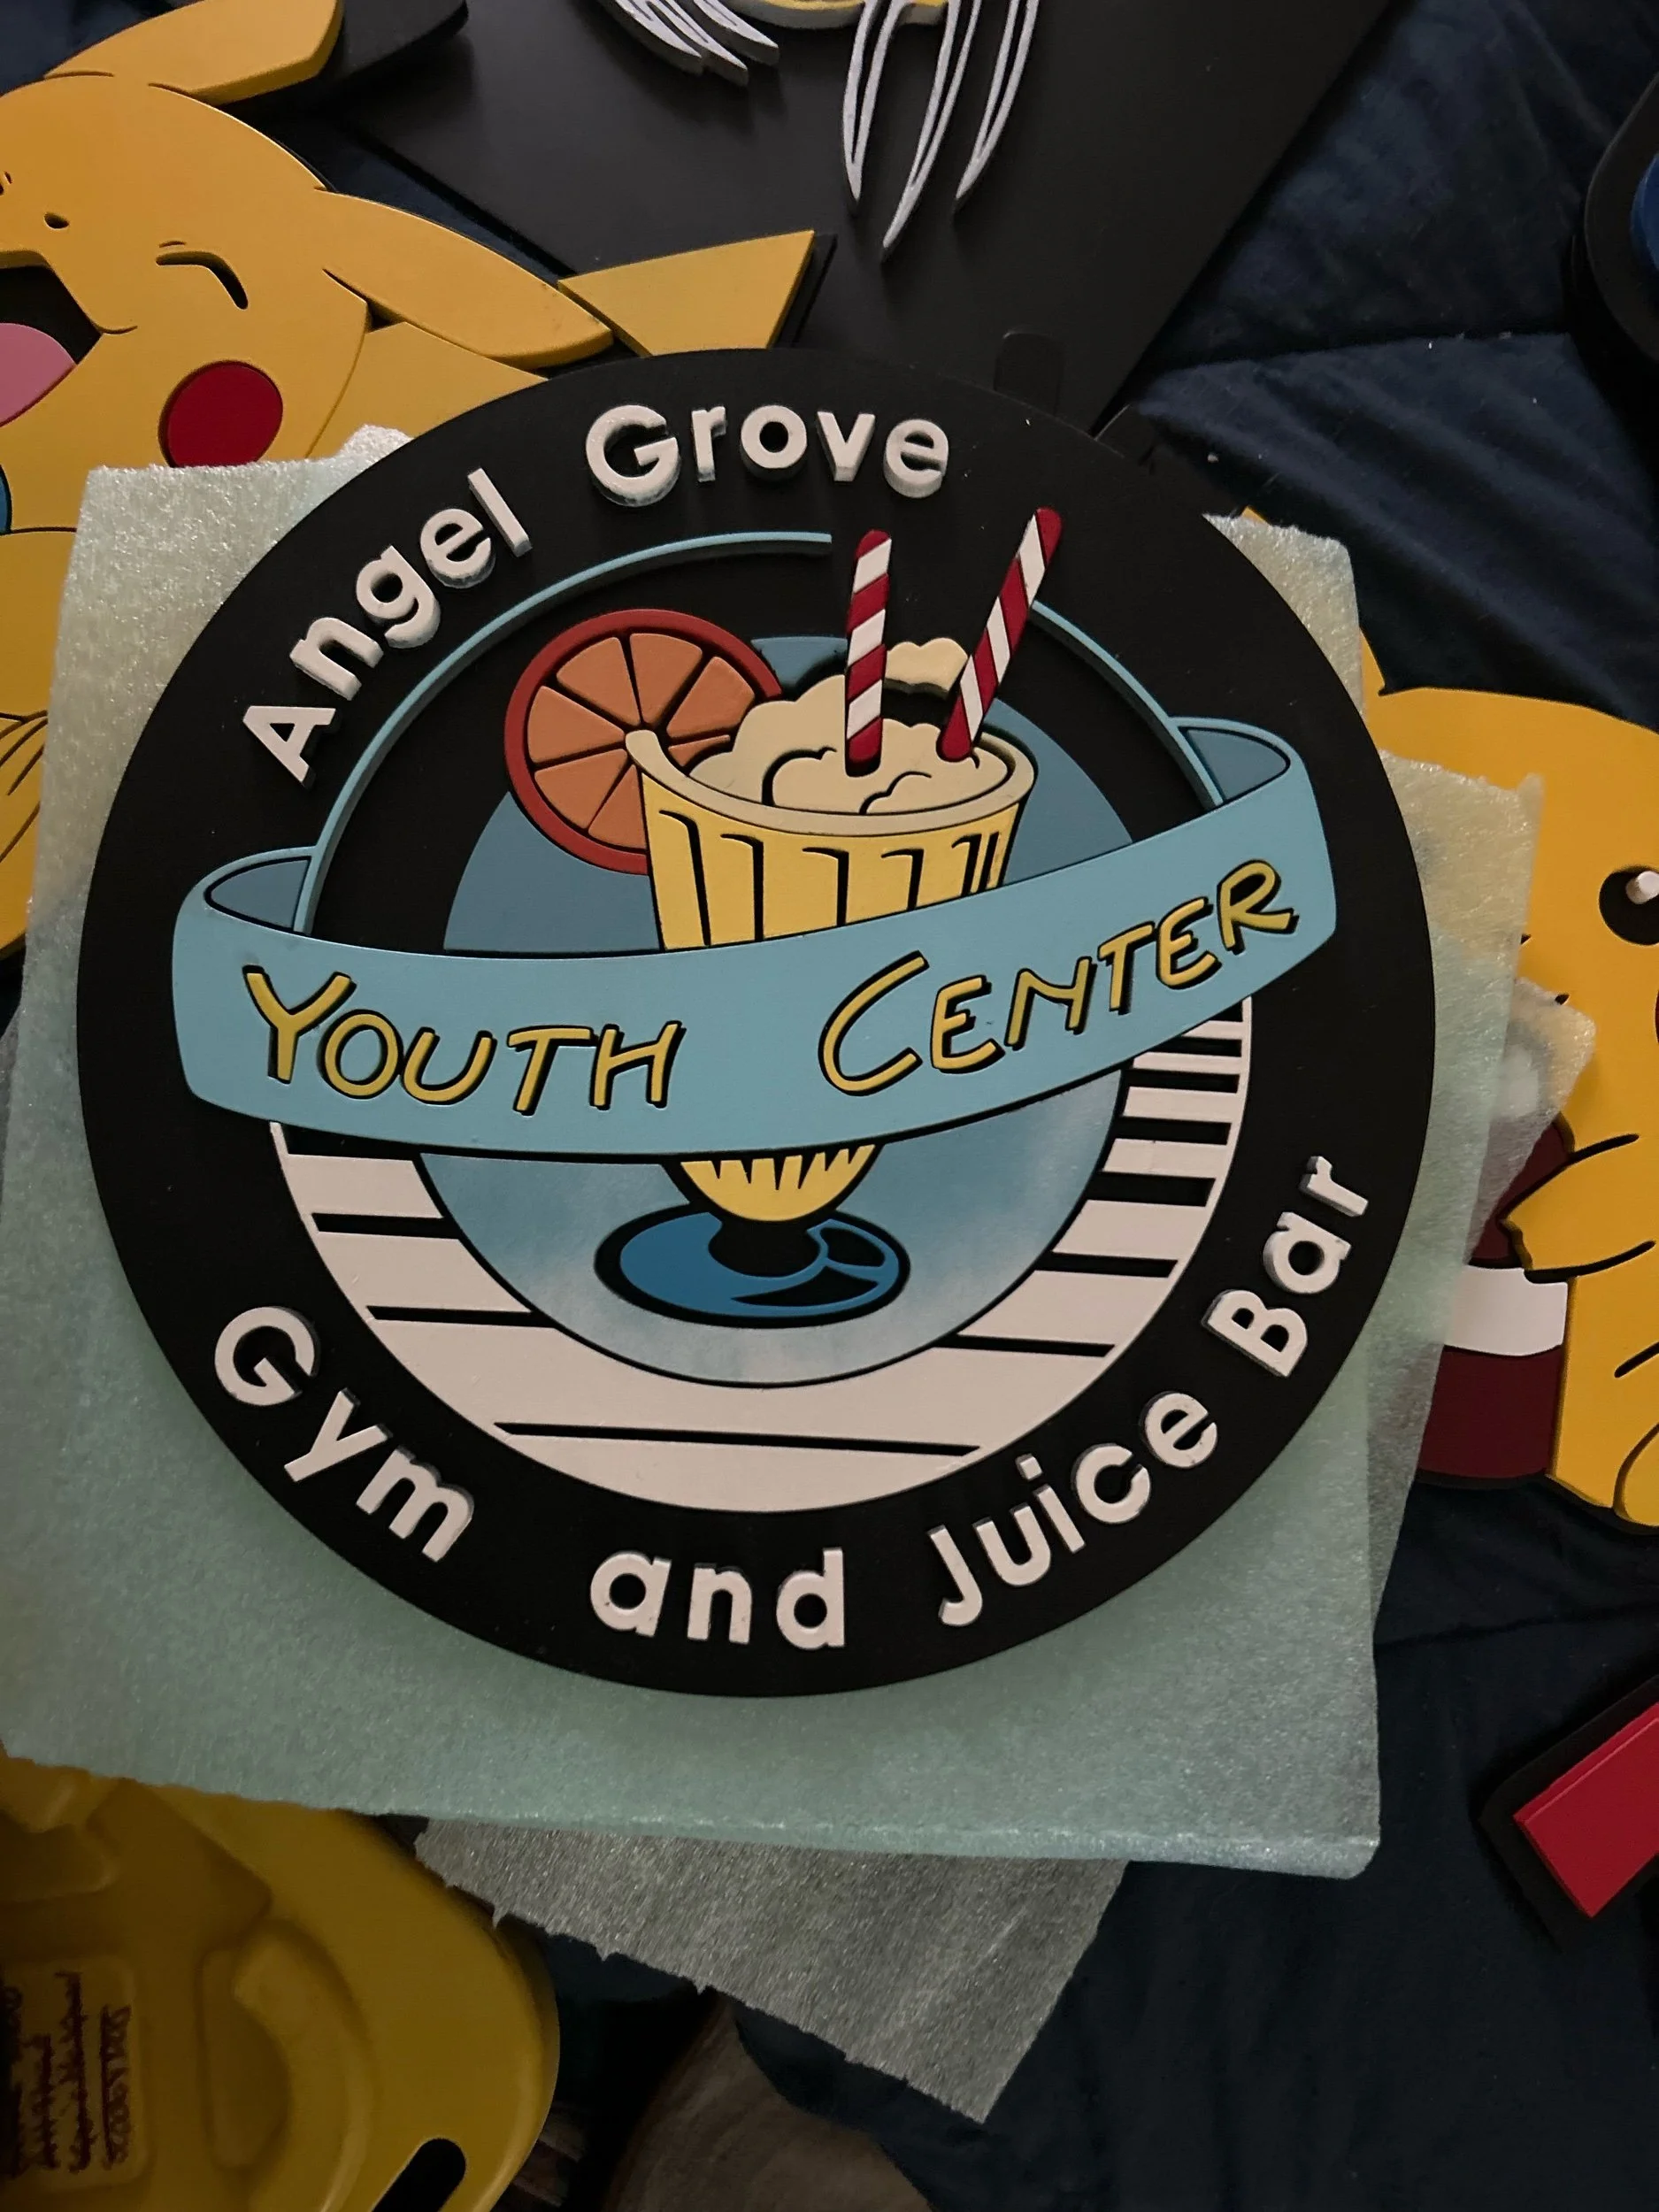 Angel Grove
YOUTH CENTER
Gym and Juice Bar